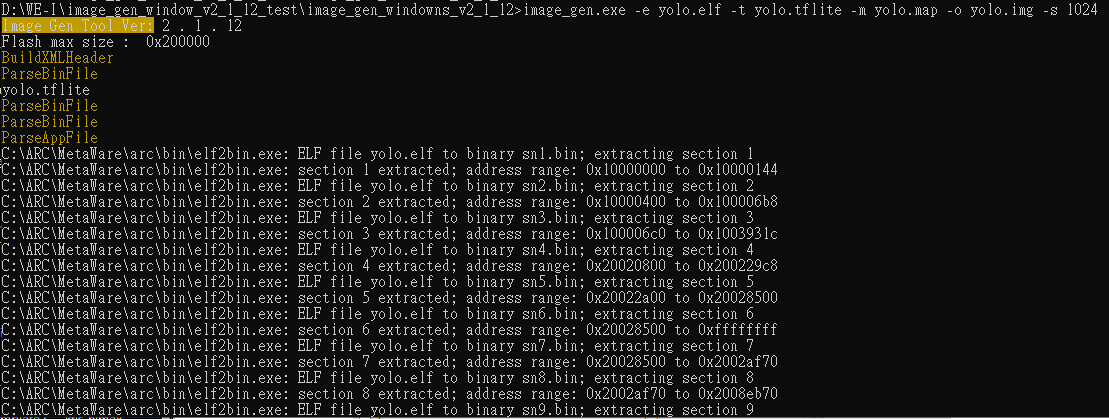 D:\WE-I\image_gen_window_v2_1_12_test\image_gen_windowns_v2_1_12>image_gen.exe -e yolo.elf -t yolo.tflite -m yolo.map -o yolo.img -s 1024
Image Gen Tool Ver: 2 . 1 . 12
Flash max size :  0x200000
BuildXMLHeader
ParseBinFile
yolo.tflite
ParseBinFile
ParseBinFile
ParseAppFile
C:\ARC\MetaWare\arc\bin\elf2bin.exe: ELF file yolo.elf to binary sn1.bin; extracting section 1
C:\ARC\MetaWare\arc\bin\elf2bin.exe: section 1 extracted; address range: 0x10000000 to 0x10000144
C:\ARC\MetaWare\arc\bin\elf2bin.exe: ELF file yolo.elf to binary sn2.bin; extracting section 2
C:\ARC\MetaWare\arc\bin\elf2bin.exe: section 2 extracted; address range: 0x10000400 to 0x100006b8
C:\ARC\MetaWare\arc\bin\elf2bin.exe: ELF file yolo.elf to binary sn3.bin; extracting section 3
C:\ARC\MetaWare\arc\bin\elf2bin.exe: section 3 extracted; address range: 0x100006c0 to 0x1003931c
C:\ARC\MetaWare\arc\bin\elf2bin.exe: ELF file yolo.elf to binary sn4.bin; extracting section 4
C:\ARC\MetaWare\arc\bin\elf2bin.exe: section 4 extracted; address range: 0x20020800 to 0x200229c8
C:\ARC\MetaWare\arc\bin\elf2bin.exe: ELF file yolo.elf to binary sn5.bin; extracting section 5
C:\ARC\MetaWare\arc\bin\elf2bin.exe: section 5 extracted; address range: 0x20022a00 to 0x20028500
C:\ARC\MetaWare\arc\bin\elf2bin.exe: ELF file yolo.elf to binary sn6.bin; extracting section 6
C:\ARC\MetaWare\arc\bin\elf2bin.exe: section 6 extracted; address range: 0x20028500 to 0xffffffff
C:\ARC\MetaWare\arc\bin\elf2bin.exe: ELF file yolo.elf to binary sn7.bin; extracting section 7
C:\ARC\MetaWare\arc\bin\elf2bin.exe: section 7 extracted; address range: 0x20028500 to 0x2002af70
C:\ARC\MetaWare\arc\bin\elf2bin.exe: ELF file yolo.elf to binary sn8.bin; extracting section 8
C:\ARC\MetaWare\arc\bin\elf2bin.exe: section 8 extracted; address range: 0x2002af70 to 0x2008eb70
C:\ARC\MetaWare\arc\bin\elf2bin.exe: ELF file yolo.elf to binary sn9.bin; extracting section 9